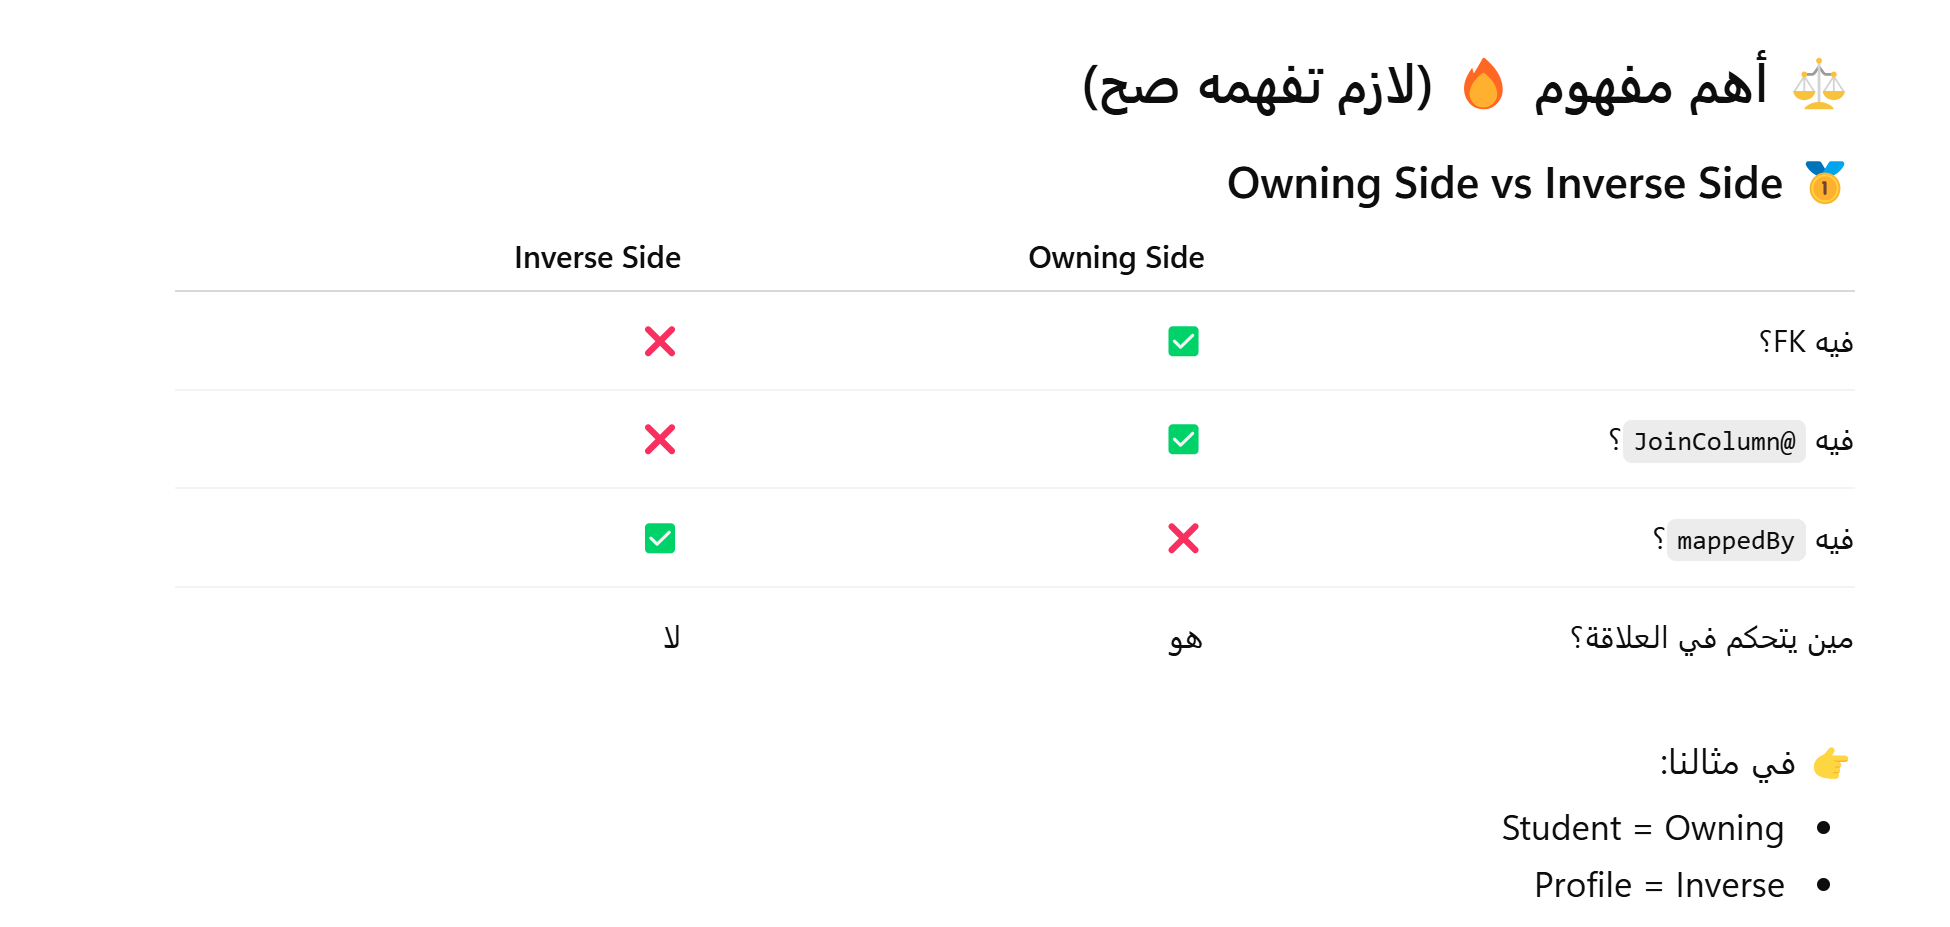 ⚖️ أهم مفهوم 🔥 (لازم تفهمه صح)
🥇 Owning Side vs Inverse Side
Owning Side Inverse Side
فيه FK؟ ✅ ❌
فيه @JoinColumn؟ ✅ ❌
فيه mappedBy؟ ❌ ✅
مين يتحكم في العلاقة؟ هو لا
👉 في مثالنا:
• Student = Owning
• Profile = Inverse